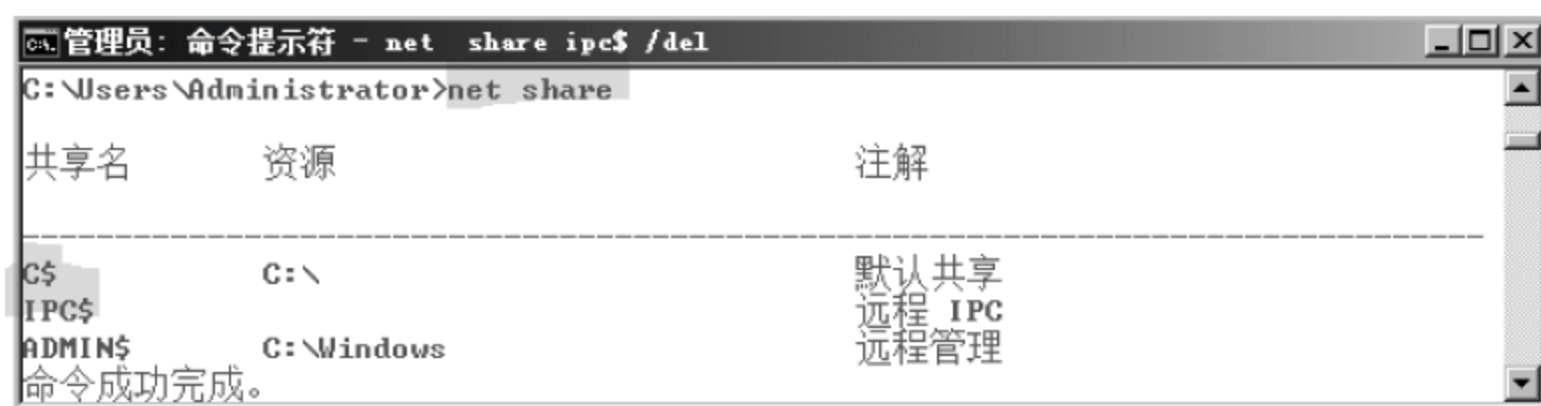 管理员: 命令提示符 - net  share ipc$ /del
C:\Users\Administrator>net share
共享名 资源 注解
-------------------------------------------------------------------------------
C$ C:\ 默认共享
IPC$ 远程 IPC
ADMIN$ C:\Windows 远程管理
命令成功完成。